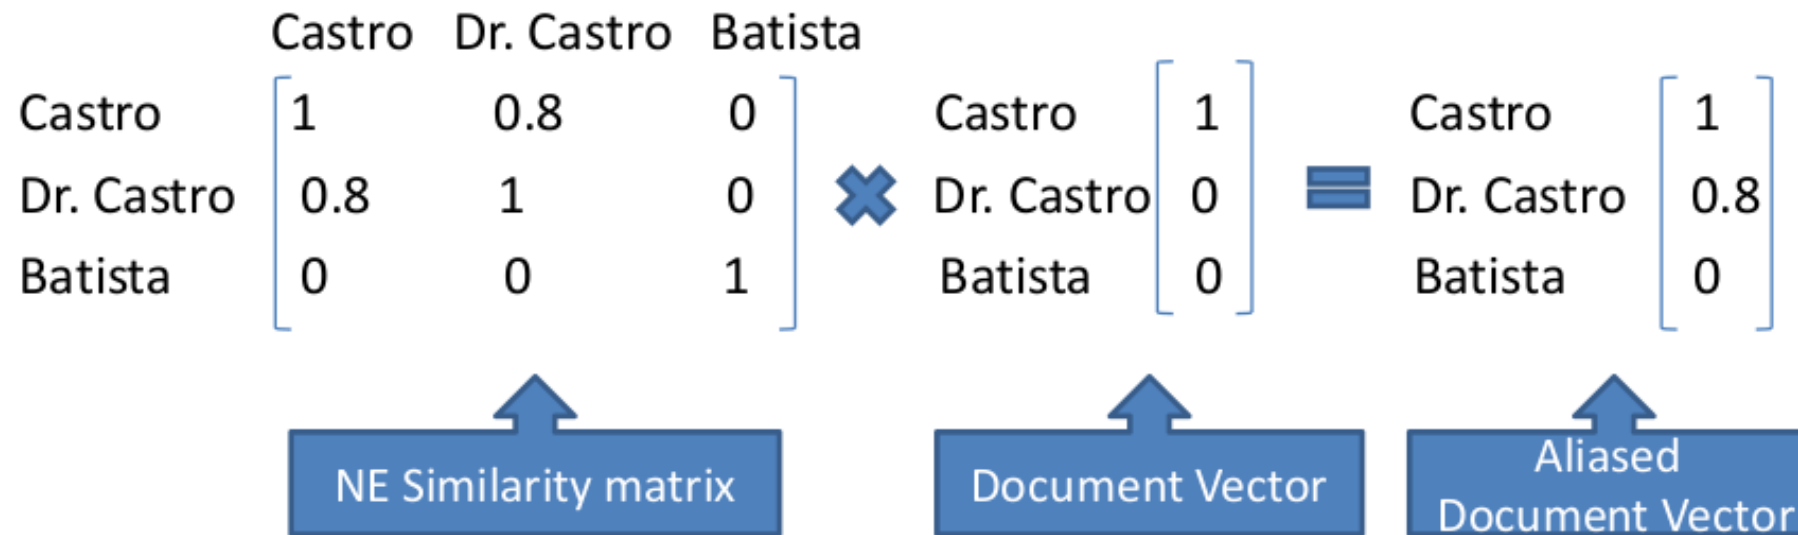 Castro Dr. Castro Batista
Castro 1 0.8 0 Castro 1 Castro 1
Dr. Castro 0.8 1 0 Dr. Castro 0 Dr. Castro 0.8
Batista 0 0 1 Batista 0 Batista 0
NE Similarity matrix
Document Vector
Aliased
Document Vector